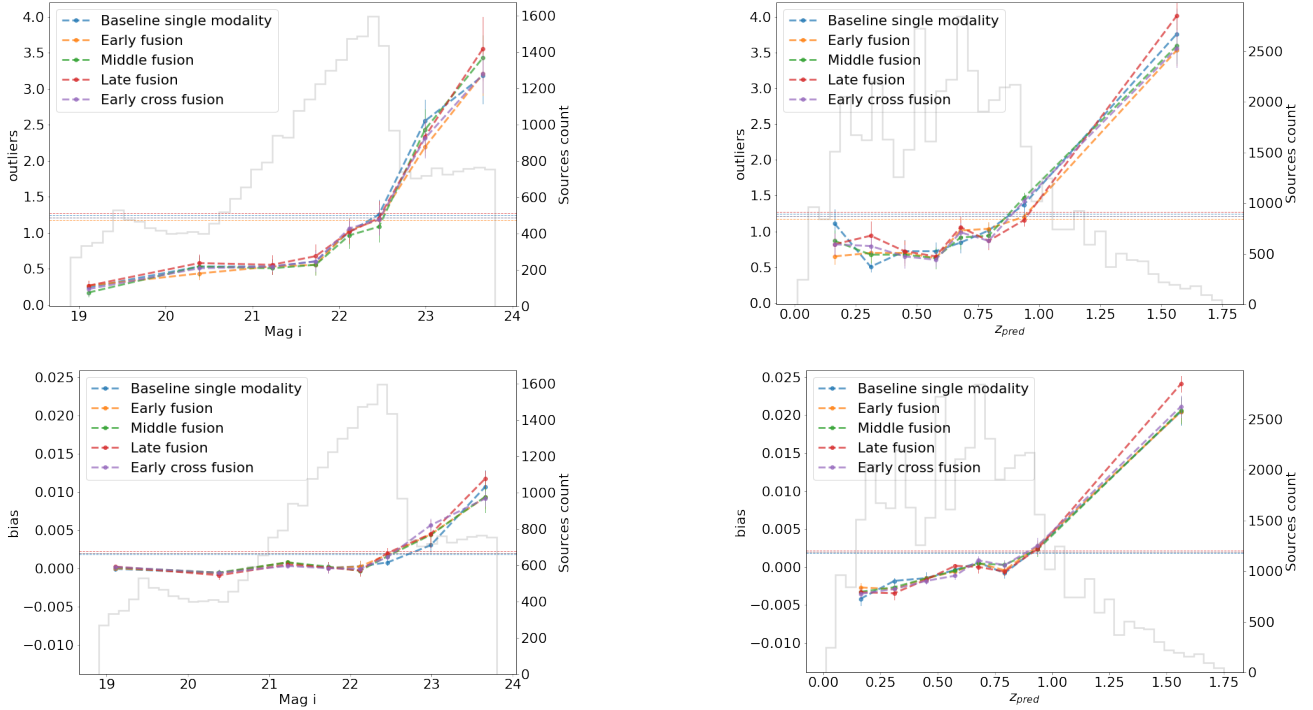 4.0
3.5
3.0
2.5
2.0
1.5
1.0
0.5
0.0
outliers
Baseline single modality
Early fusion
Middle fusion
Late fusion
Early cross fusion
1600
1400
1200
1000
800
600
400
200
0
Sources count
19 20 21 22 23 24
Mag i
4.0
3.5
3.0
2.5
2.0
1.5
1.0
0.5
0.0
outliers
Baseline single modality
Early fusion
Middle fusion
Late fusion
Early cross fusion
2500
2000
1500
1000
500
0
Sources count
0.00 0.25 0.50 0.75 1.00 1.25 1.50 1.75
z_pred
0.025
0.020
0.015
0.010
0.005
0.000
−0.005
−0.010
bias
Baseline single modality
Early fusion
Middle fusion
Late fusion
Early cross fusion
1600
1400
1200
1000
800
600
400
200
0
Sources count
19 20 21 22 23 24
Mag i
0.025
0.020
0.015
0.010
0.005
0.000
−0.005
−0.010
bias
Baseline single modality
Early fusion
Middle fusion
Late fusion
Early cross fusion
2500
2000
1500
1000
500
0
Sources count
0.00 0.25 0.50 0.75 1.00 1.25 1.50 1.75
z_pred